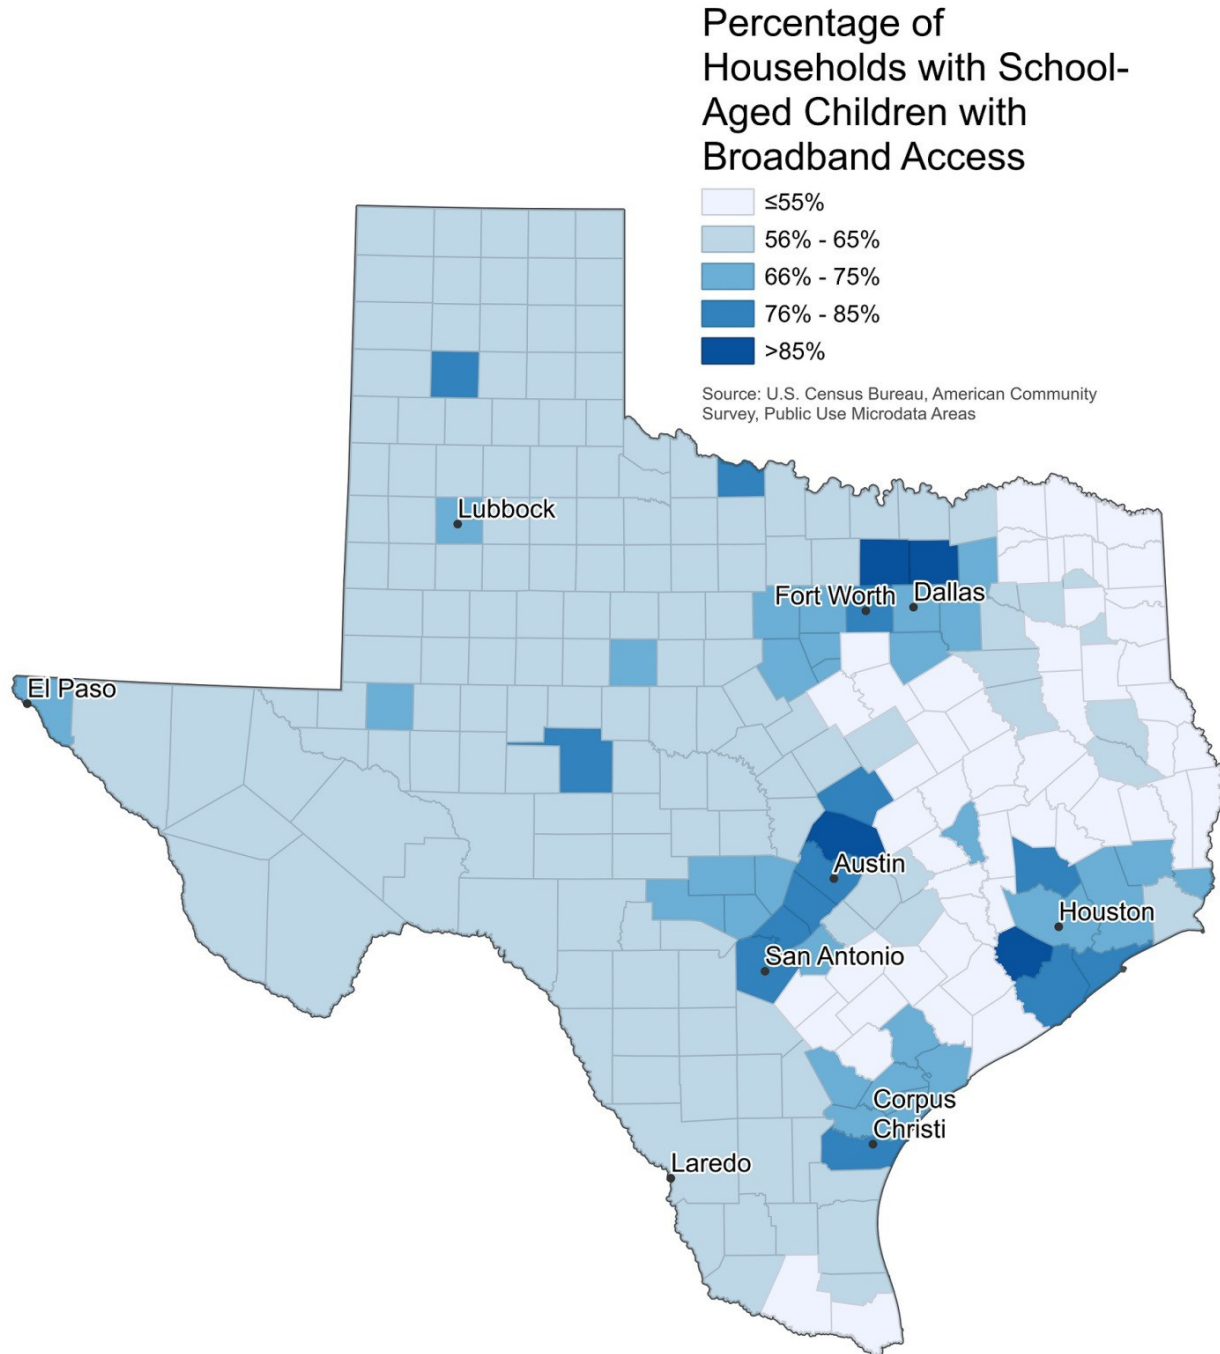 Percentage of
Households with School-
Aged Children with
Broadband Access
≤55%
56% - 65%
66% - 75%
76% - 85%
>85%
Source: U.S. Census Bureau, American Community
Survey, Public Use Microdata Areas
Lubbock
Fort Worth
Dallas
El Paso
Austin
Houston
San Antonio
Corpus
Christi
Laredo